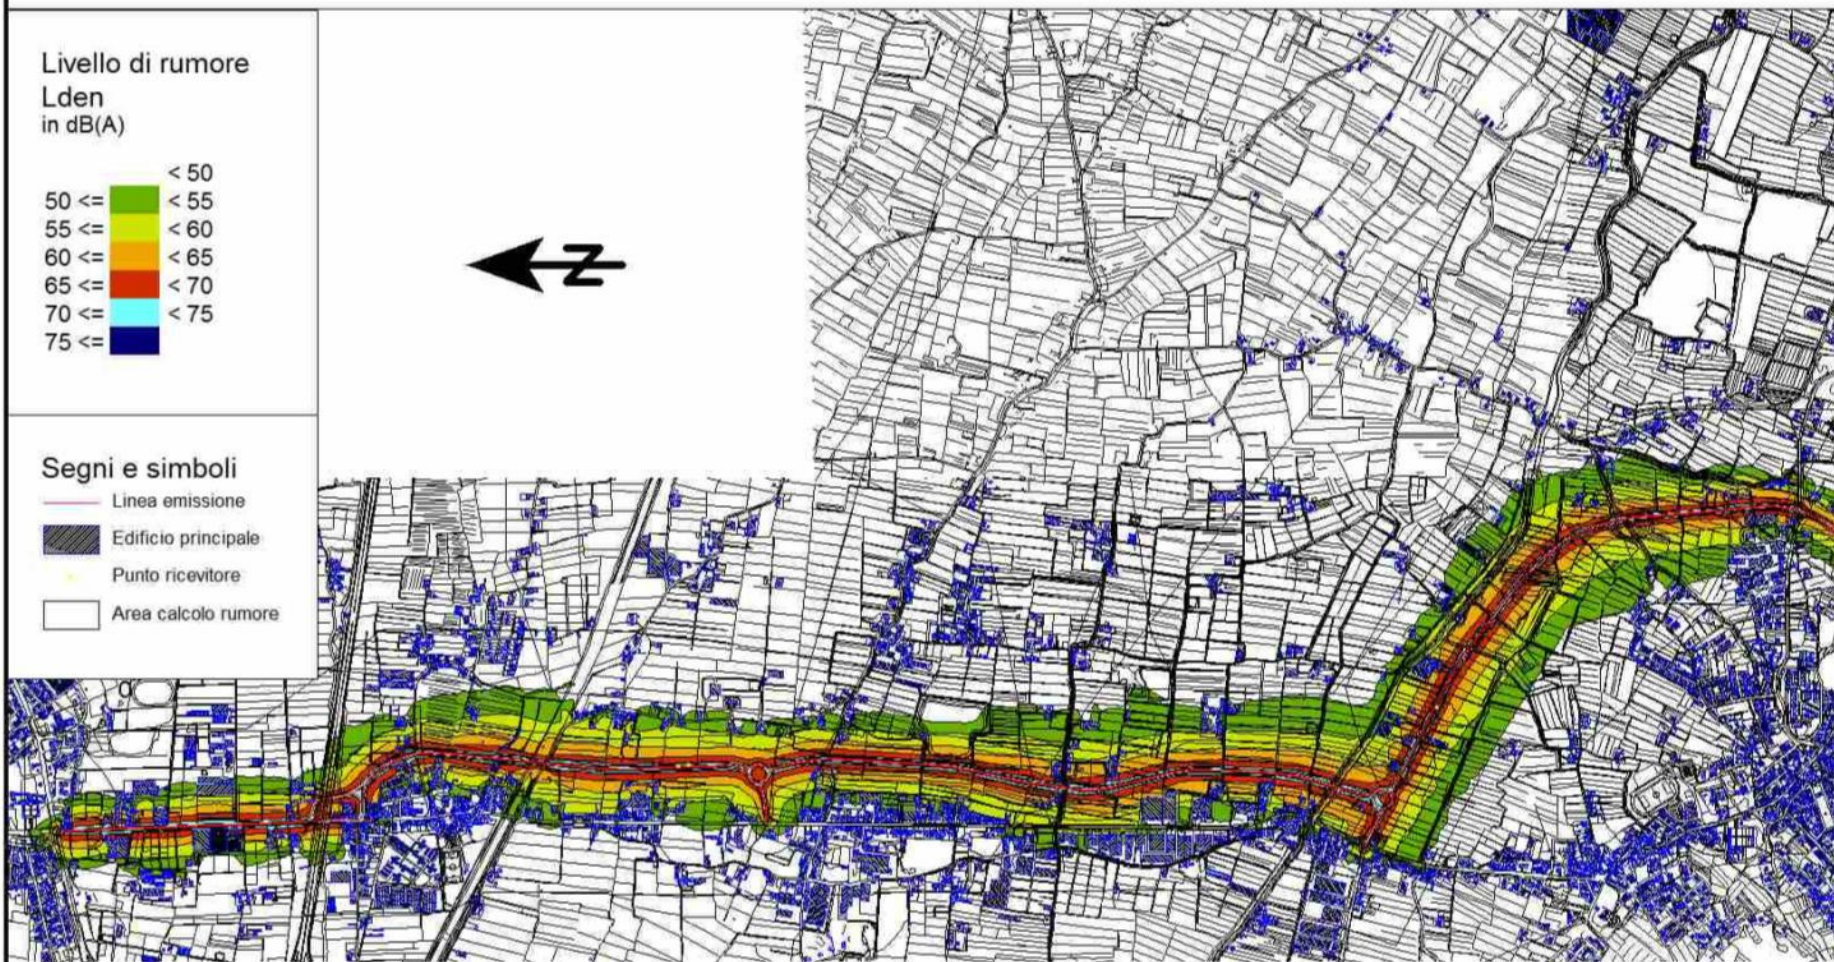 Livello di rumore
Lden
in dB(A)
< 50
50 <= < 55
55 <= < 60
60 <= < 65
65 <= < 70
70 <= < 75
75 <=
Segni e simboli
Linea emissione
Edificio principale
Punto ricevitore
Area calcolo rumore
N